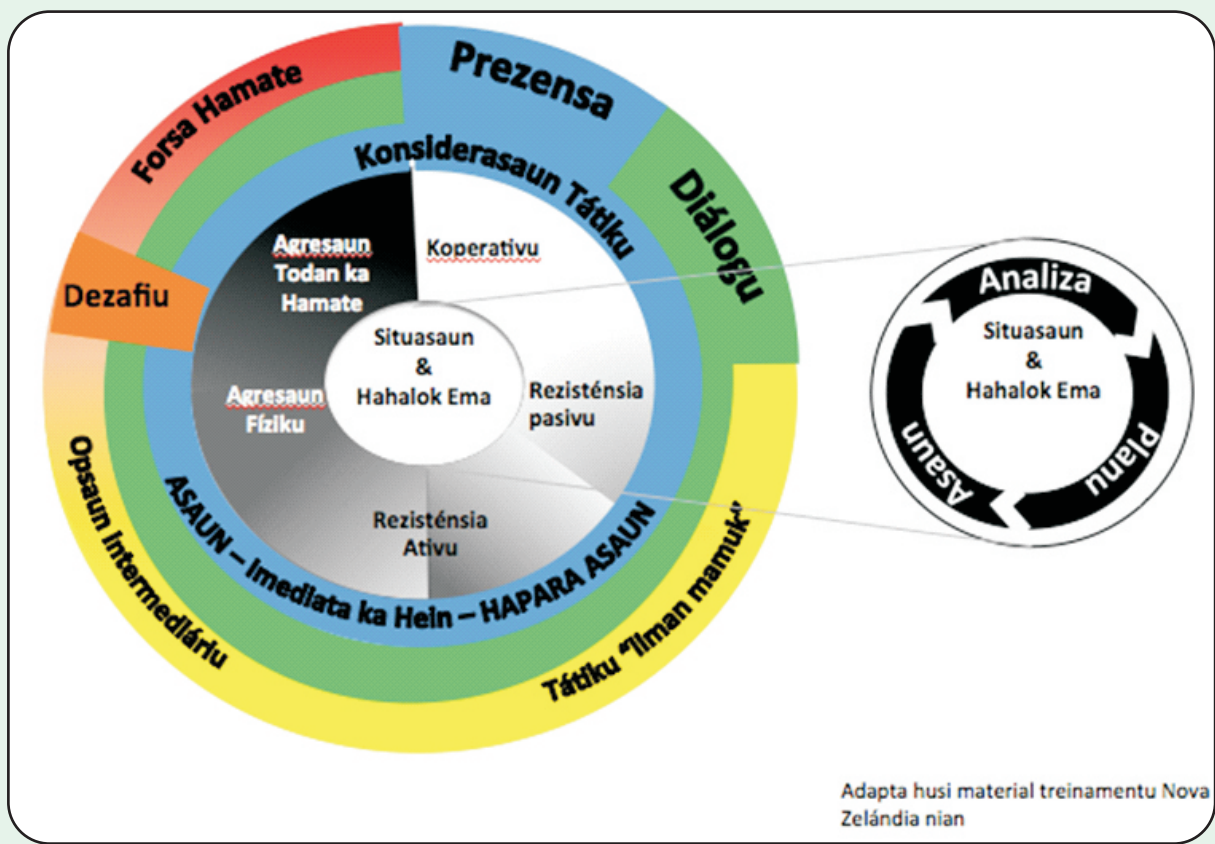 Prezensa
Konsiderasaun Tátiku
Diálogu
Forsa Hamate
Dezafiu
Opsaun Intermediáriu
Tátiku “liman mamuk“
ASAUN – Imediata ka Hein – HAPARA ASAUN
Agresaun
Todan ka
Hamate
Koperativu
Rezisténsia
pasivu
Rezisténsia
Ativu
Agresaun
Fíziku
Situasaun
&
Hahalok Ema
Analiza
Planu
Asaun
Situasaun
&
Hahalok Ema
Adapta husi material treinamentu Nova
Zelándia nian